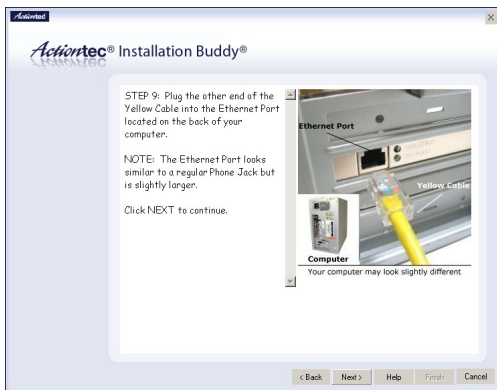 Actiontec
Actiontec® Installation Buddy®
STEP 9: Plug the other end of the
Yellow Cable into the Ethernet Port
located on the back of your
computer.
NOTE: The Ethernet Port looks
similar to a regular Phone Jack but
is slightly larger.
Click NEXT to continue.
Ethernet Port
Yellow Cable
Computer
Your computer may look slightly different
< Back
Next >
Help
Finish
Cancel